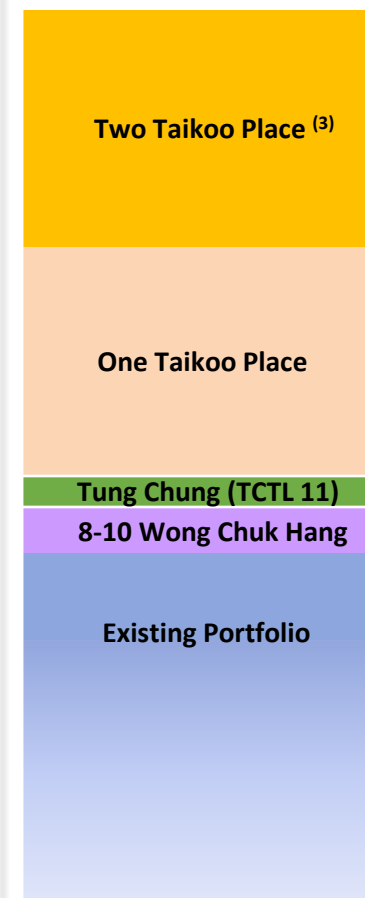 Two Taikoo Place (3)
One Taikoo Place
Tung Chung (TCTL 11)
8-10 Wong Chuk Hang
Existing Portfolio